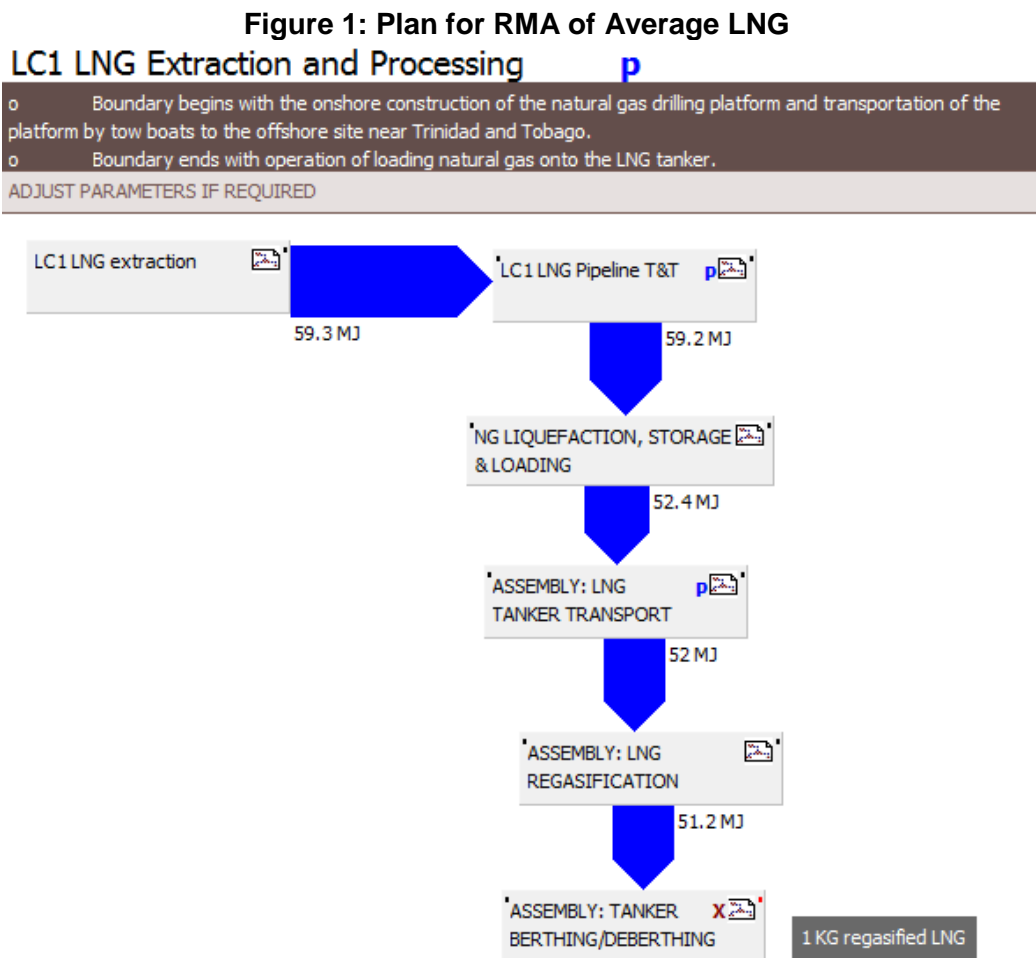 Figure 1: Plan for RMA of Average LNG
LC1 LNG Extraction and Processing p
o Boundary begins with the onshore construction of the natural gas drilling platform and transportation of the
platform by tow boats to the offshore site near Trinidad and Tobago.
o Boundary ends with operation of loading natural gas onto the LNG tanker.
ADJUST PARAMETERS IF REQUIRED
LC1 LNG extraction
59.3 MJ
LC1 LNG Pipeline T&T p
59.2 MJ
NG LIQUEFACTION, STORAGE
& LOADING
52.4 MJ
ASSEMBLY: LNG p
TANKER TRANSPORT
52 MJ
ASSEMBLY: LNG
REGASIFICATION
51.2 MJ
ASSEMBLY: TANKER X
BERTHING/DEBERTHING
1 KG regasified LNG